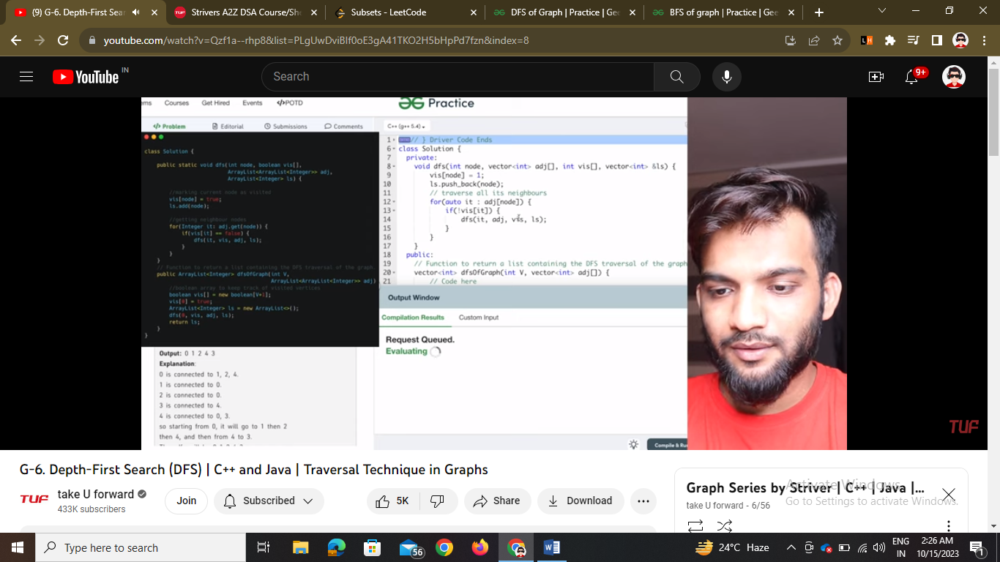 (9) G-6. Depth-First Sear
Strivers A2Z DSA Course/She
Subsets - LeetCode
DFS of Graph | Practice | Gee
BFS of graph | Practice | Gee
youtube.com/watch?v=Qzf1a--rhp8&list=PLgUwDviBIf0oE3gA41TKO2H5bHpPd7fzn&index=8
YouTube IN
Search
9+
Courses Get Hired Events </>POTD
Practice
</> Problem Editorial Submissions Comments
C++ (g++ 5.4)
class Solution {
public static void dfs(int node, boolean vis[],
ArrayList<ArrayList<Integer>> adj,
ArrayList<Integer> ls) {
//marking current node as visited
vis[node] = true;
ls.add(node);
//getting neighbour nodes
for(Integer it: adj.get(node)) {
if(vis[it] == false) {
dfs(it, vis, adj, ls);
}
}
}
// Function to return a list containing the DFS traversal of the graph.
public ArrayList<Integer> dfsOfGraph(int V,
ArrayList<ArrayList<Integer>> adj)
//boolean array to keep track of visited vertices
boolean vis[] = new boolean[V+1];
vis[0] = true;
ArrayList<Integer> ls = new ArrayList<>();
dfs(0, vis, adj, ls);
return ls;
}
}
Output: 0 1 2 4 3
Explanation:
0 is connected to 1, 2, 4.
1 is connected to 0.
2 is connected to 0.
3 is connected to 4.
4 is connected to 0, 3.
so starting from 0, it will go to 1 then 2
then 4, and then from 4 to 3.
1 // } Driver Code Ends
6 class Solution {
7 private:
8 void dfs(int node, vector<int> adj[], int vis[], vector<int> &ls) {
9 vis[node] = 1;
10 ls.push_back(node);
11 // traverse all its neighbours
12 for(auto it : adj[node]) {
13 if(!vis[it]) {
14 dfs(it, adj, vis, ls);
15 }
16 }
17 }
18 public:
19 // Function to return a list containing the DFS traversal of the graph
20 vector<int> dfsOfGraph(int V, vector<int> adj[]) {
21 // Code here
Output Window
Compilation Results Custom Input
Request Queued.
Evaluating
Compile & Run
TUF
G-6. Depth-First Search (DFS) | C++ and Java | Traversal Technique in Graphs
TUF
take U forward
433K subscribers
Join
Subscribed
5K
Share
Download
Graph Series by Striver | C++ | Java |...
take U forward - 6/56
Activate Windows
Go to Settings to activate Windows.
Type here to search
56
24°C Haze
ENG
IN
2:26 AM
10/15/2023
1